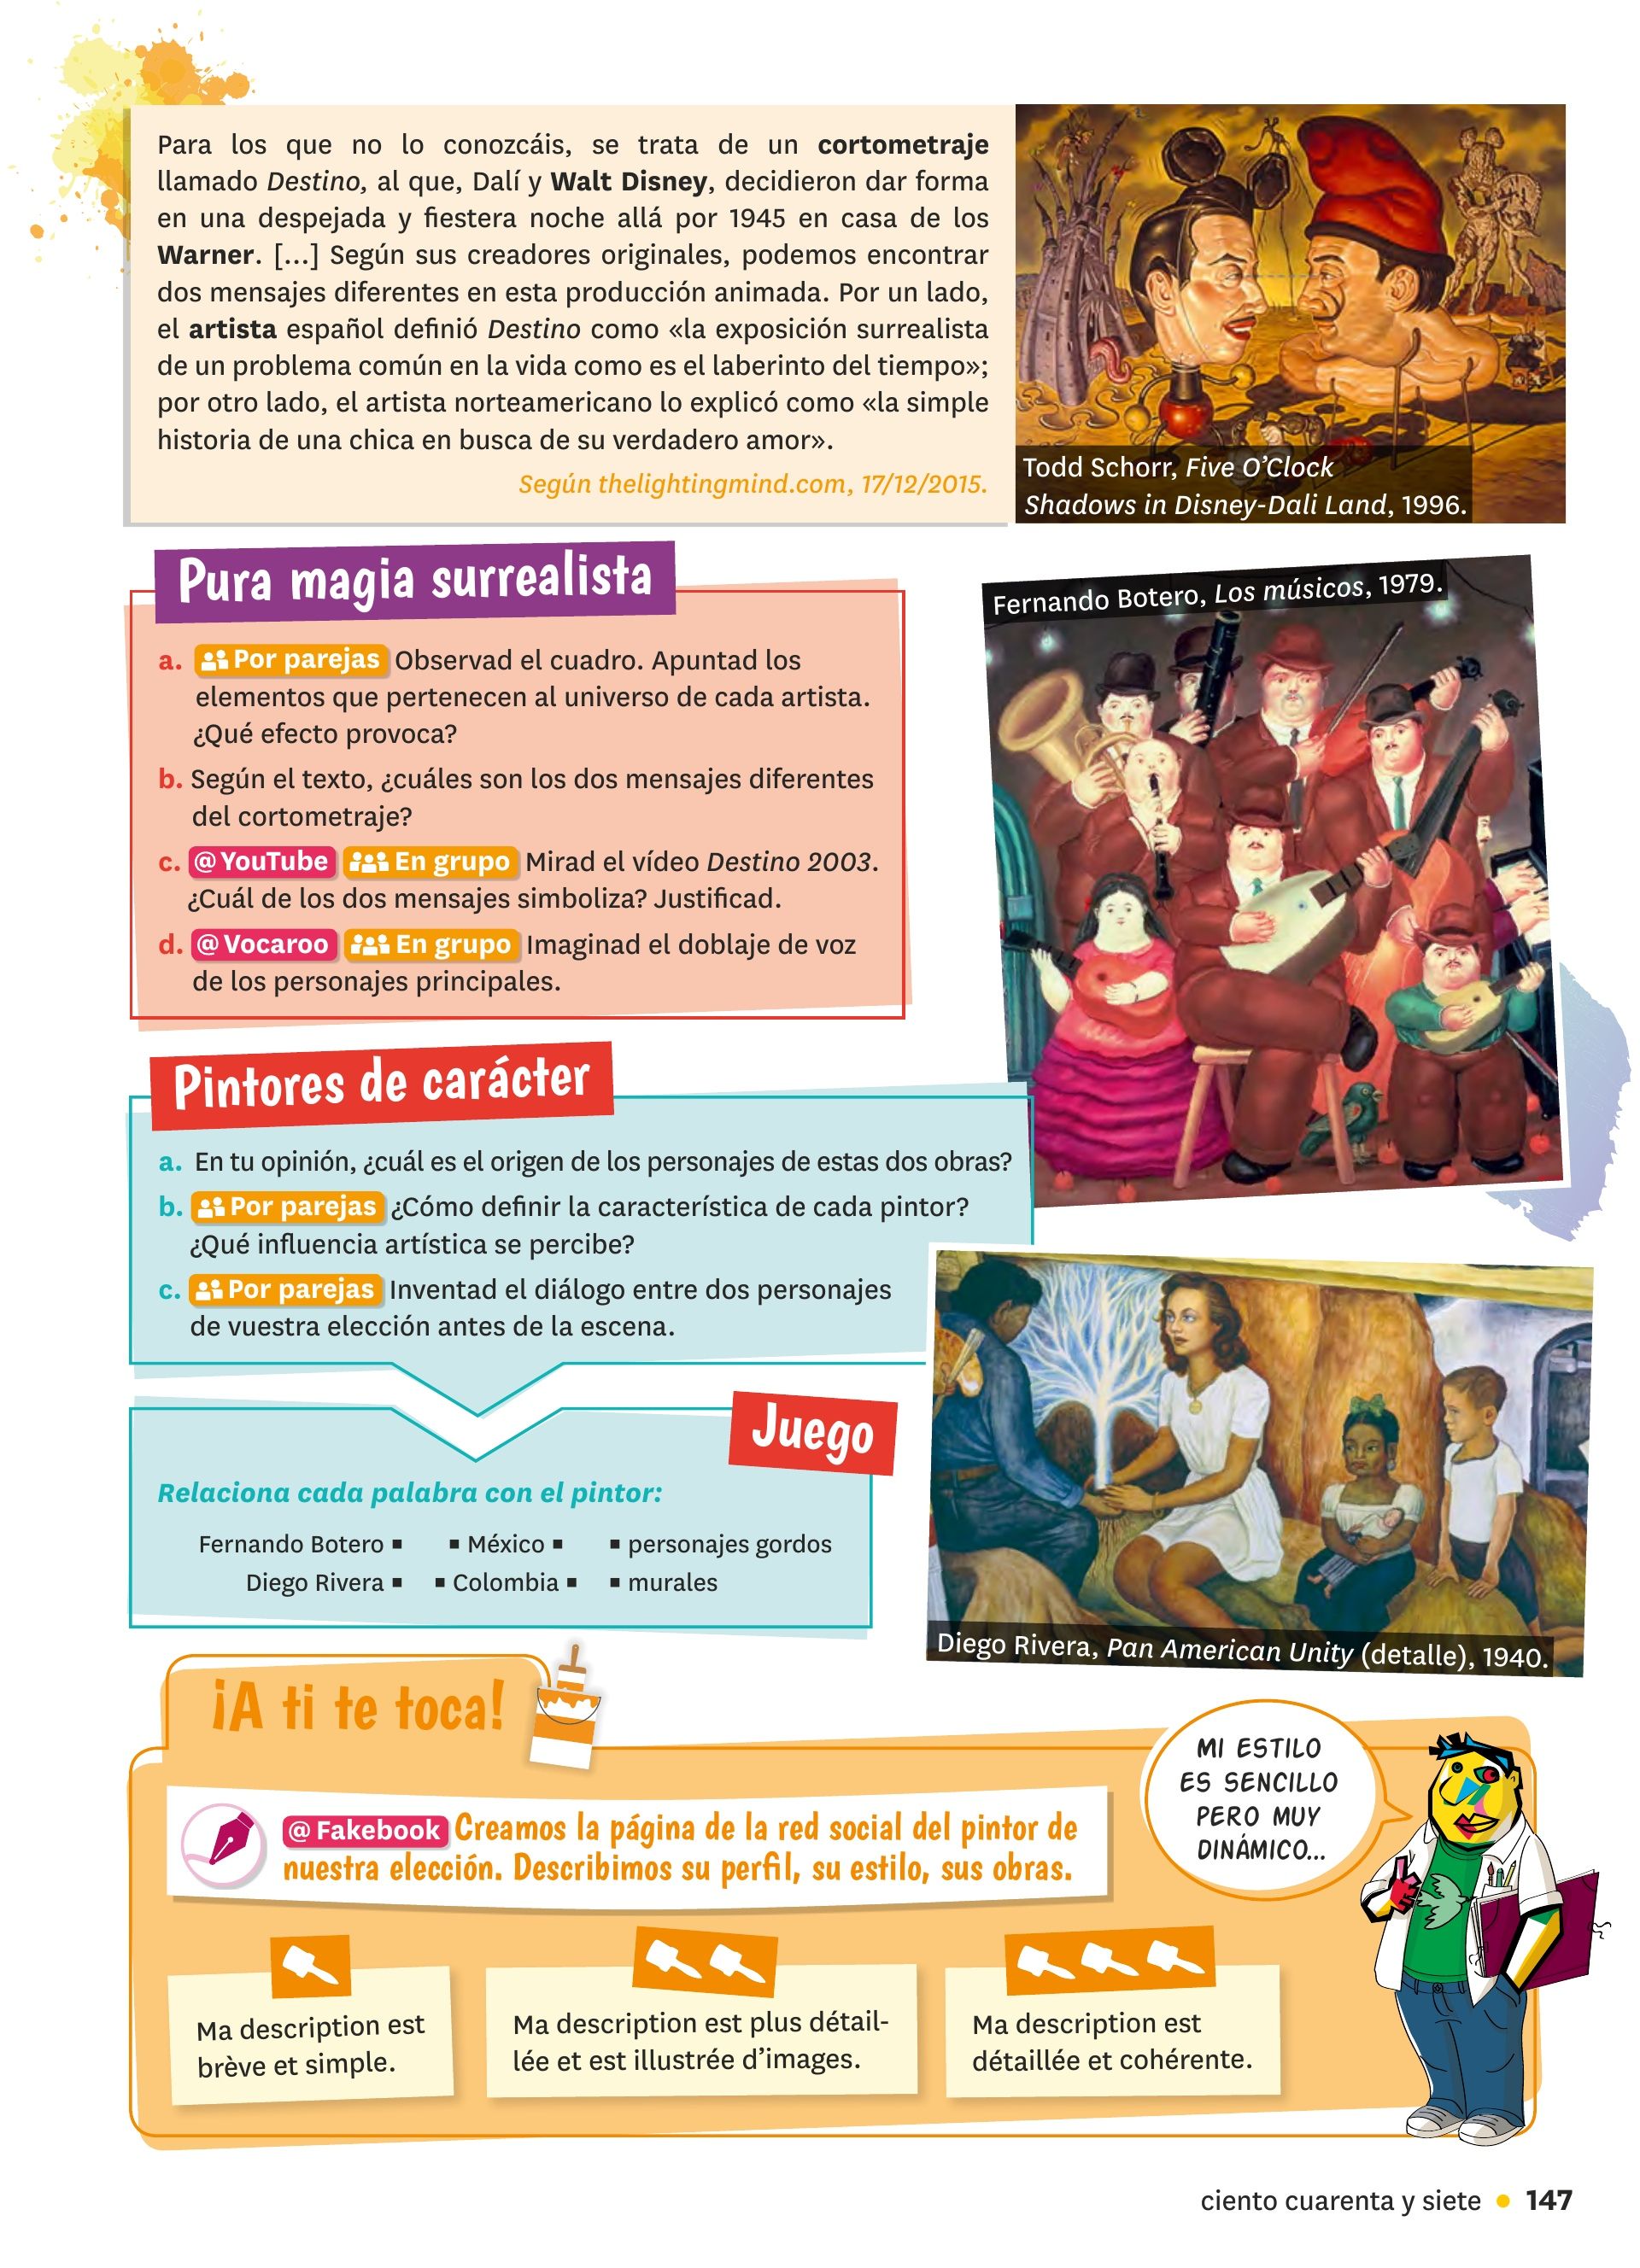 Para los que no lo conozcáis, se trata de un cortometraje
llamado Destino, al que, Dalí y Walt Disney, decidieron dar forma
en una despejada y fiestera noche allá por 1945 en casa de los
Warner. [...] Según sus creadores originales, podemos encontrar
dos mensajes diferentes en esta producción animada. Por un lado,
el artista español definió Destino como «la exposición surrealista
de un problema común en la vida como es el laberinto del tiempo»;
por otro lado, el artista norteamericano lo explicó como «la simple
historia de una chica en busca de su verdadero amor».
Según thelightingmind.com, 17/12/2015.
Todd Schorr, Five O'Clock
Shadows in Disney-Dali Land, 1996.
Pura magia surrealista
a. Por parejas Observad el cuadro. Apuntad los
elementos que pertenecen al universo de cada artista.
¿Qué efecto provoca?
b. Según el texto, ¿cuáles son los dos mensajes diferentes
del cortometraje?
c. @ YouTube En grupo Mirad el vídeo Destino 2003.
¿Cuál de los dos mensajes simboliza? Justificad.
d. @ Vocaroo En grupo Imaginad el doblaje de voz
de los personajes principales.
Fernando Botero, Los músicos, 1979.
Pintores de carácter
a. En tu opinión, ¿cuál es el origen de los personajes de estas dos obras?
b. Por parejas ¿Cómo definir la característica de cada pintor?
¿Qué influencia artística se percibe?
c. Por parejas Inventad el diálogo entre dos personajes
de vuestra elección antes de la escena.
Juego
Relaciona cada palabra con el pintor:
Fernando Botero ▪ ▪ México ▪ ▪ personajes gordos
Diego Rivera ▪ ▪ Colombia ▪ ▪ murales
Diego Rivera, Pan American Unity (detalle), 1940.
¡A ti te toca!
@ Fakebook Creamos la página de la red social del pintor de
nuestra elección. Describimos su perfil, su estilo, sus obras.
MI ESTILO
ES SENCILLO
PERO MUY
DINÁMICO...
Ma description est
brève et simple.
Ma description est plus détail-
lée et est illustrée d'images.
Ma description est
détaillée et cohérente.
ciento cuarenta y siete • 147